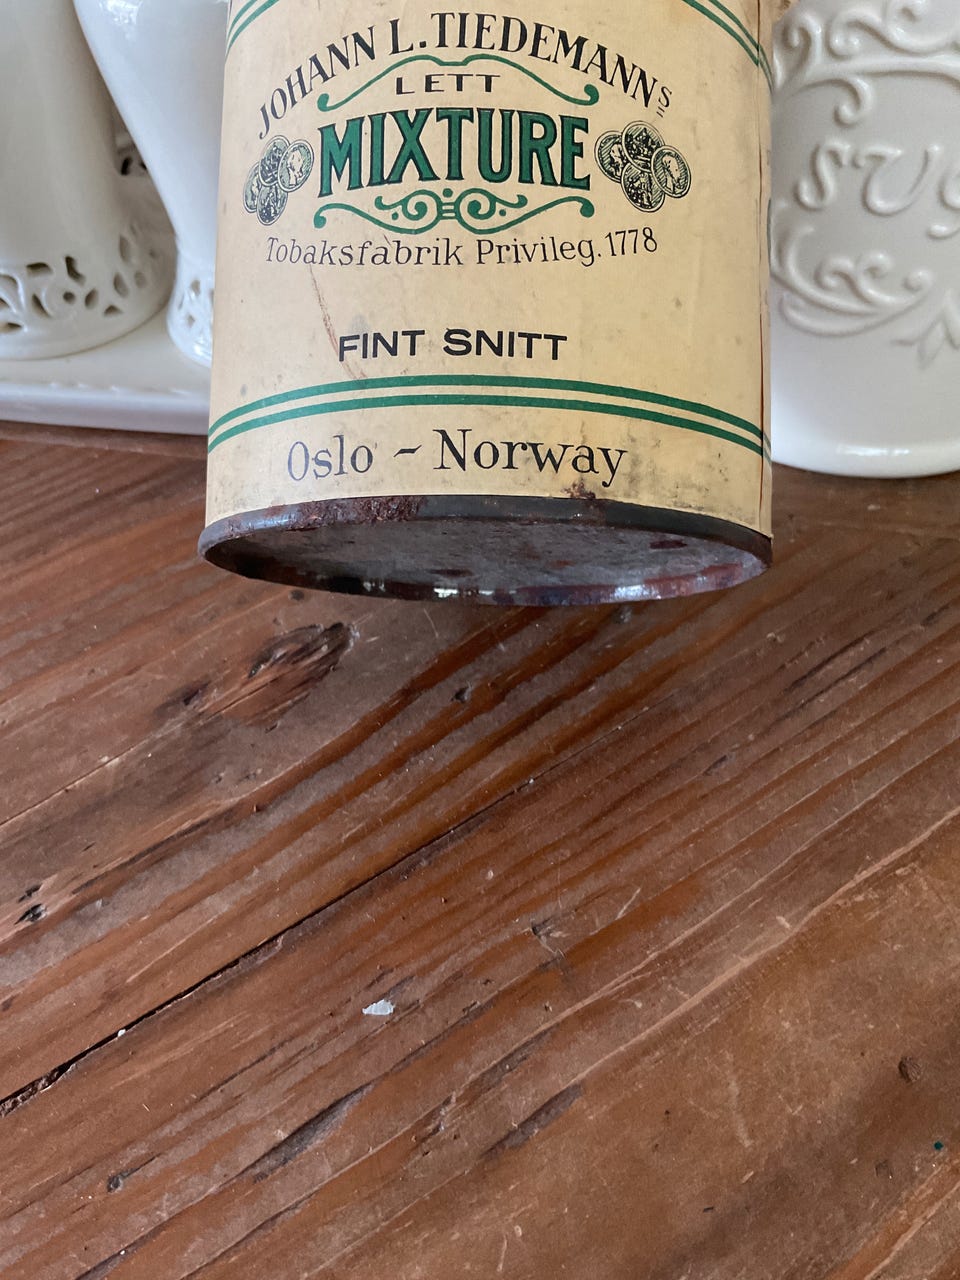 JOHANN L. TIEDEMANNS
LETT
MIXTURE
Tobaksfabrik Privileg. 1778
FINT SNITT
Oslo - Norway